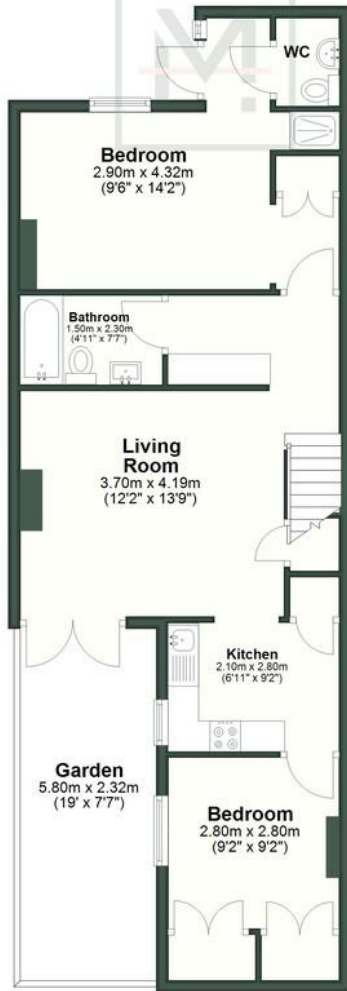 M.
WC
Bedroom
2.90m x 4.32m
(9'6" x 14'2")
Bathroom
1.50m x 2.30m
(4'11" x 7'7")
Living
Room
3.70m x 4.19m
(12'2" x 13'9")
Kitchen
2.10m x 2.80m
(6'11" x 9'2")
Garden
5.80m x 2.32m
(19' x 7'7")
Bedroom
2.80m x 2.80m
(9'2" x 9'2")